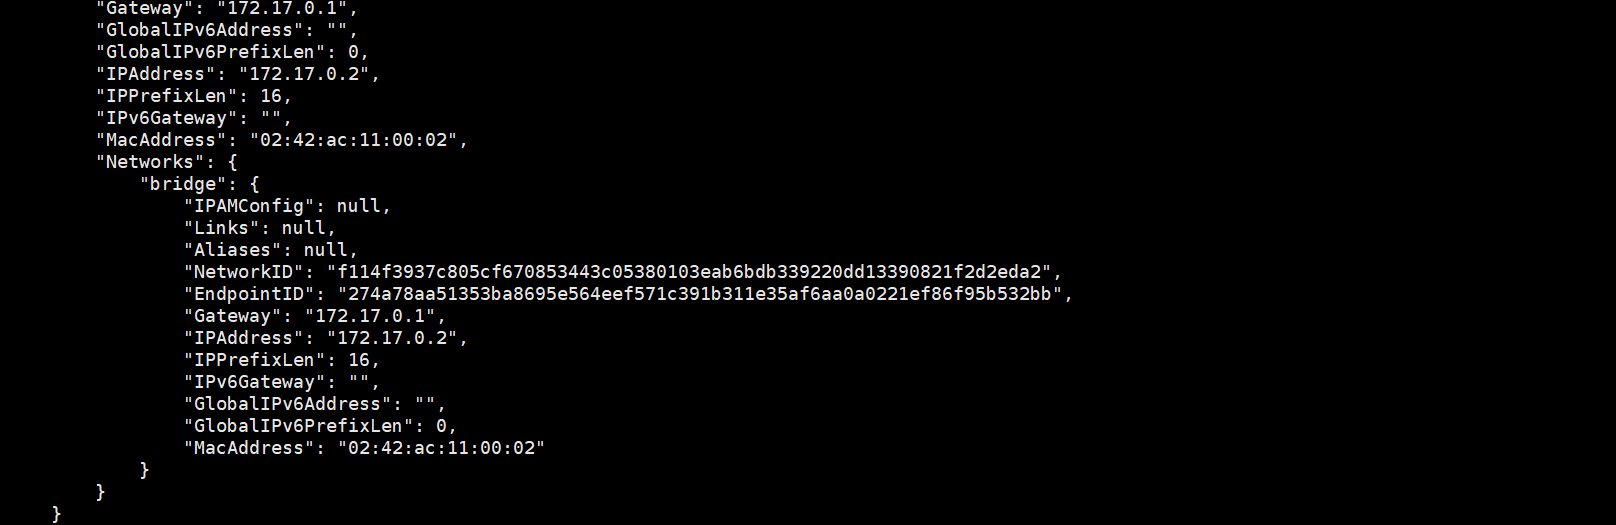 "Gateway": "172.17.0.1",
"GlobalIPv6Address": "",
"GlobalIPv6PrefixLen": 0,
"IPAddress": "172.17.0.2",
"IPPrefixLen": 16,
"IPv6Gateway": "",
"MacAddress": "02:42:ac:11:00:02",
"Networks": {
"bridge": {
"IPAMConfig": null,
"Links": null,
"Aliases": null,
"NetworkID": "f114f3937c805cf670853443c05380103eab6bdb339220dd13390821f2d2eda2",
"EndpointID": "274a78aa51353ba8695e564eef571c391b311e35af6aa0a0221ef86f95b532bb",
"Gateway": "172.17.0.1",
"IPAddress": "172.17.0.2",
"IPPrefixLen": 16,
"IPv6Gateway": "",
"GlobalIPv6Address": "",
"GlobalIPv6PrefixLen": 0,
"MacAddress": "02:42:ac:11:00:02"
}
}
}